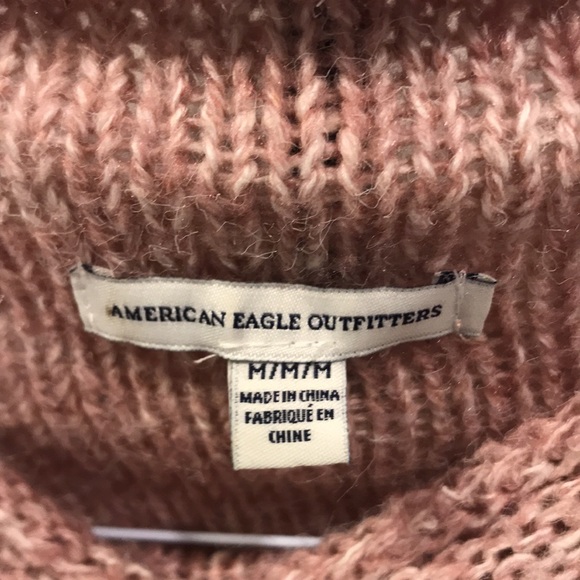 AMERICAN EAGLE OUTFITTERS
M/M/M
MADE IN CHINA
FABRIQUÉ EN
CHINE